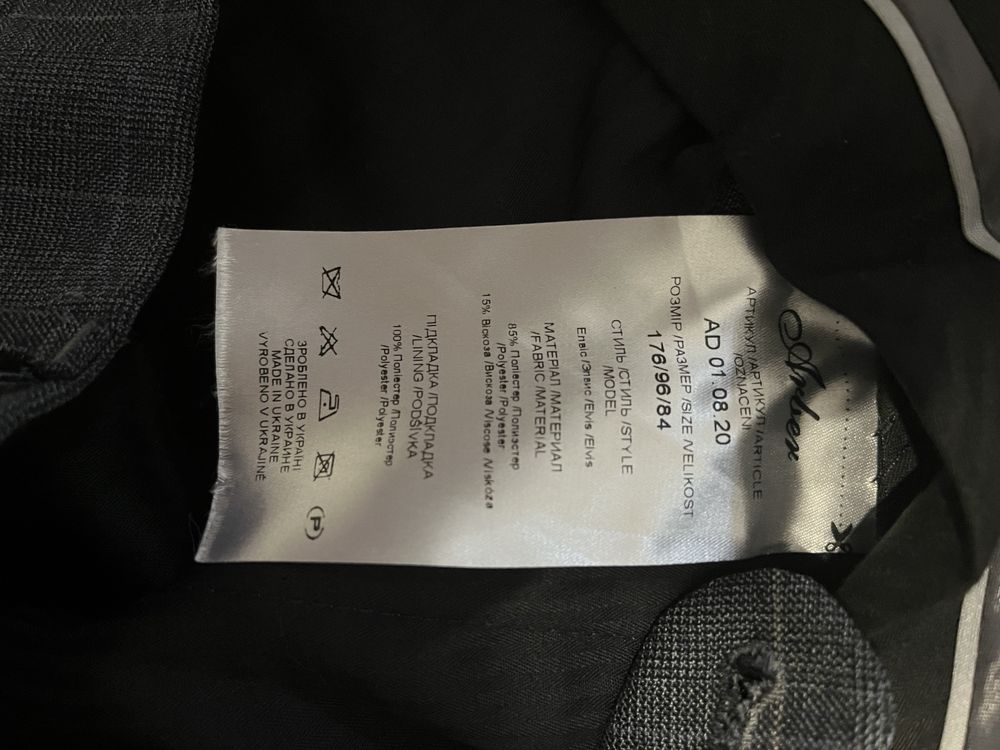 Arber
АРТИКУЛ /АРТИКУЛ /ARTICLE
/OZNAČENÍ
AD 01.08.20
РОЗМІР /РАЗМЕР /SIZE /VELIKOST
176/96/84
СТИЛЬ /СТИЛЬ /STYLE
/MODEL
Елвіс /Элвис /Elvis /Elvis
МАТЕРІАЛ /МАТЕРИАЛ
/FABRIC /MATERIAL
85% Поліестер /Полиэстер
/Polyester /Polyester
15% Віскоза /Вискоза /Viscose /Viskóza
ПІДКЛАДКА /ПОДКЛАДКА
/LINING /PODŠÍVKA
100% Поліестер /Полиэстер
/Polyester /Polyester
P
ЗРОБЛЕНО В УКРАЇНІ
СДЕЛАНО В УКРАИНЕ
MADE IN UKRAINE
VYROBENO V UKRAJINĚ